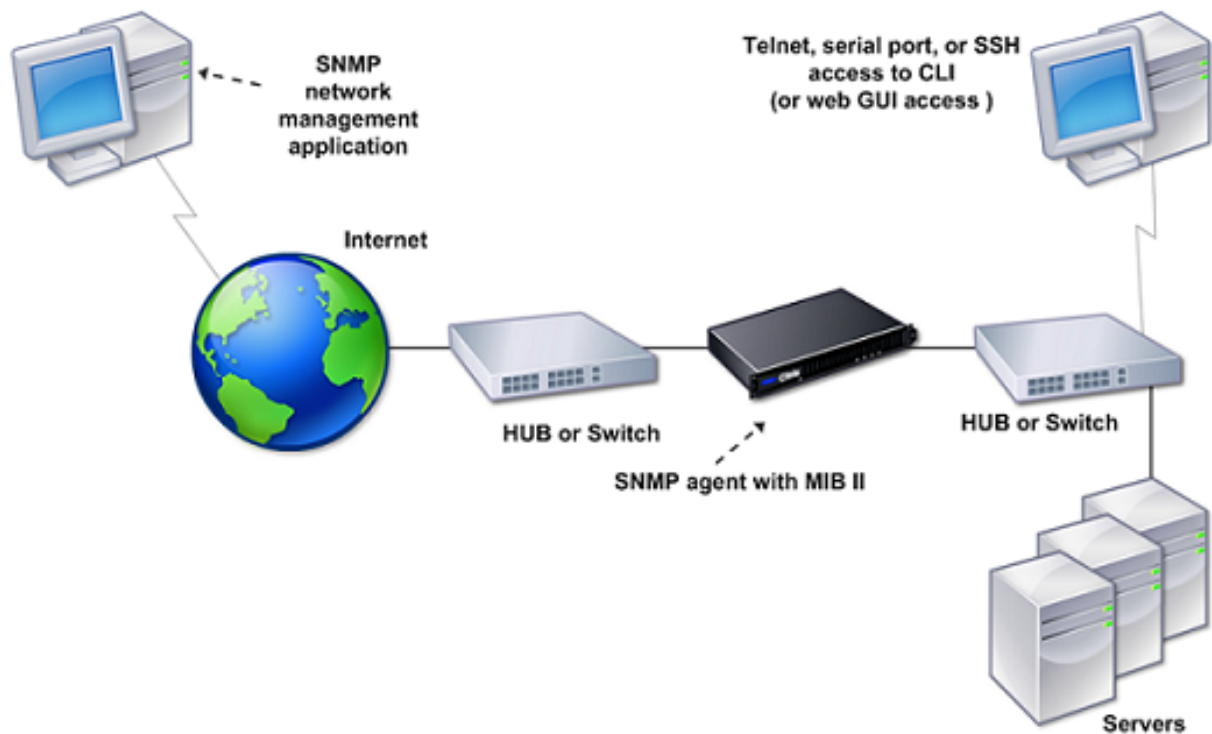 SNMP
network
management
application
Telnet, serial port, or SSH
access to CLI
(or web GUI access )
Internet
HUB or Switch
HUB or Switch
SNMP agent with MIB II
Servers